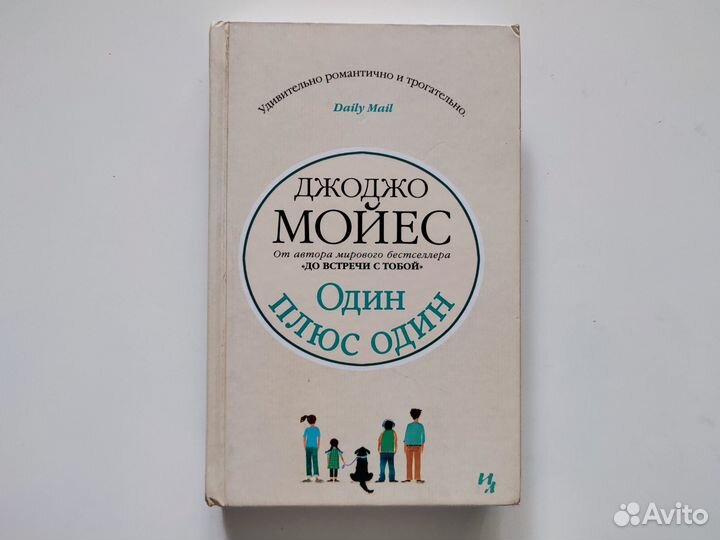 Удивительно романтично и трогательно.
Daily Mail
ДЖОДЖО
МОЙЕС
От автора мирового бестселлера
«ДО ВСТРЕЧИ С ТОБОЙ»
Один
плюс один
И
Л
Avito